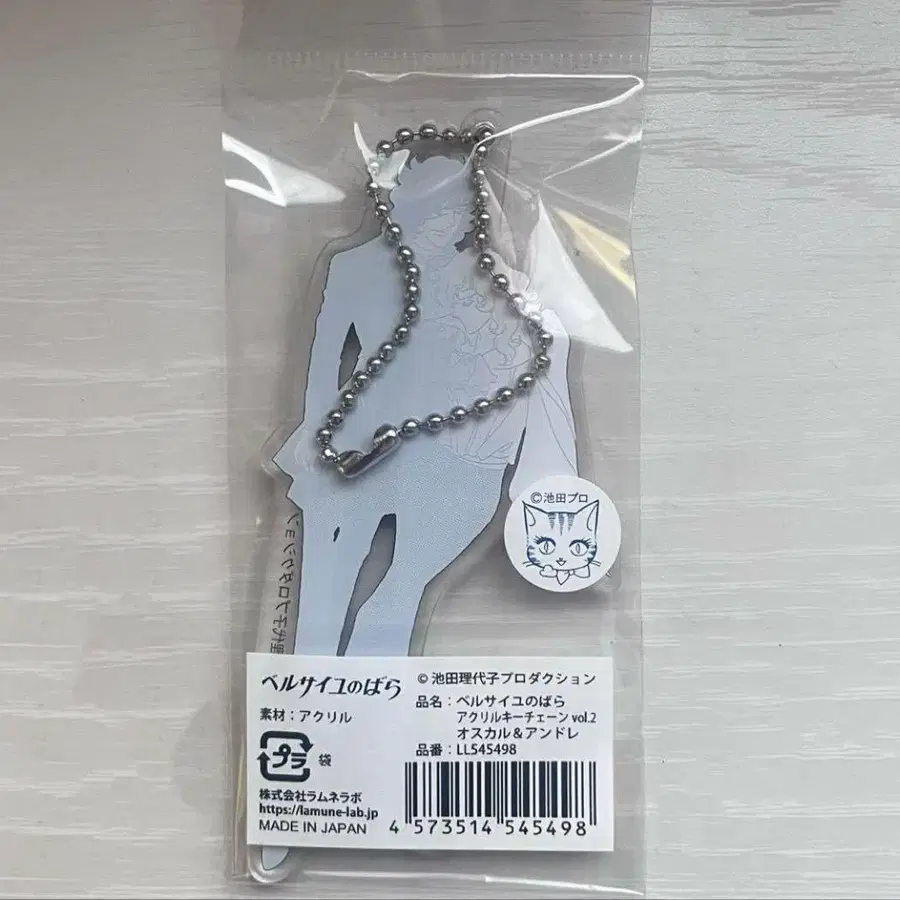 ©池田プロ
ベルサイユのばら
©池田理代子プロダクション
素材：アクリル
品名：ベルサイユのばら
アクリルキーチェーン vol.2
オスカル＆アンドレ
品番：LL545498
プラ 袋
株式会社ラムネラボ
https://lamune-lab.jp
MADE IN JAPAN
4 573514 545498